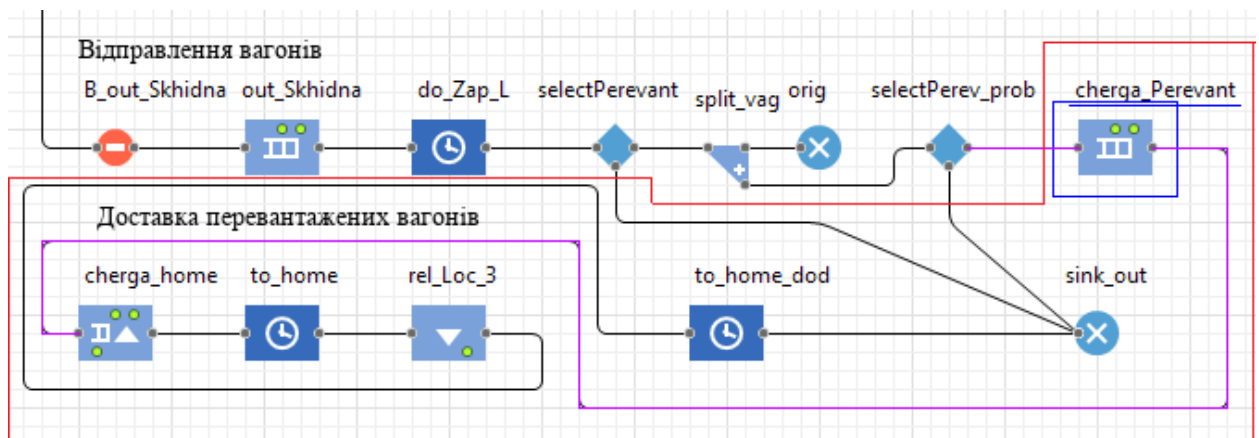 Відправлення вагонів
B_out_Skhidna out_Skhidna do_Zap_L selectPerevant split_vag orig selectPerev_prob cherga_Perevant
Доставка перевантажених вагонів
cherga_home to_home rel_Loc_3 to_home_dod sink_out